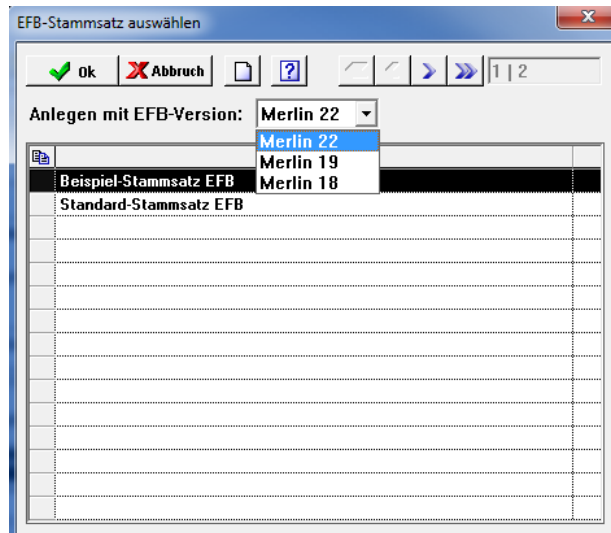 EFB-Stammsatz auswählen
Ok Abbruch ? 1 | 2
Anlegen mit EFB-Version: Merlin 22
Merlin 22
Merlin 19
Merlin 18
Beispiel-Stammsatz EFB
Standard-Stammsatz EFB